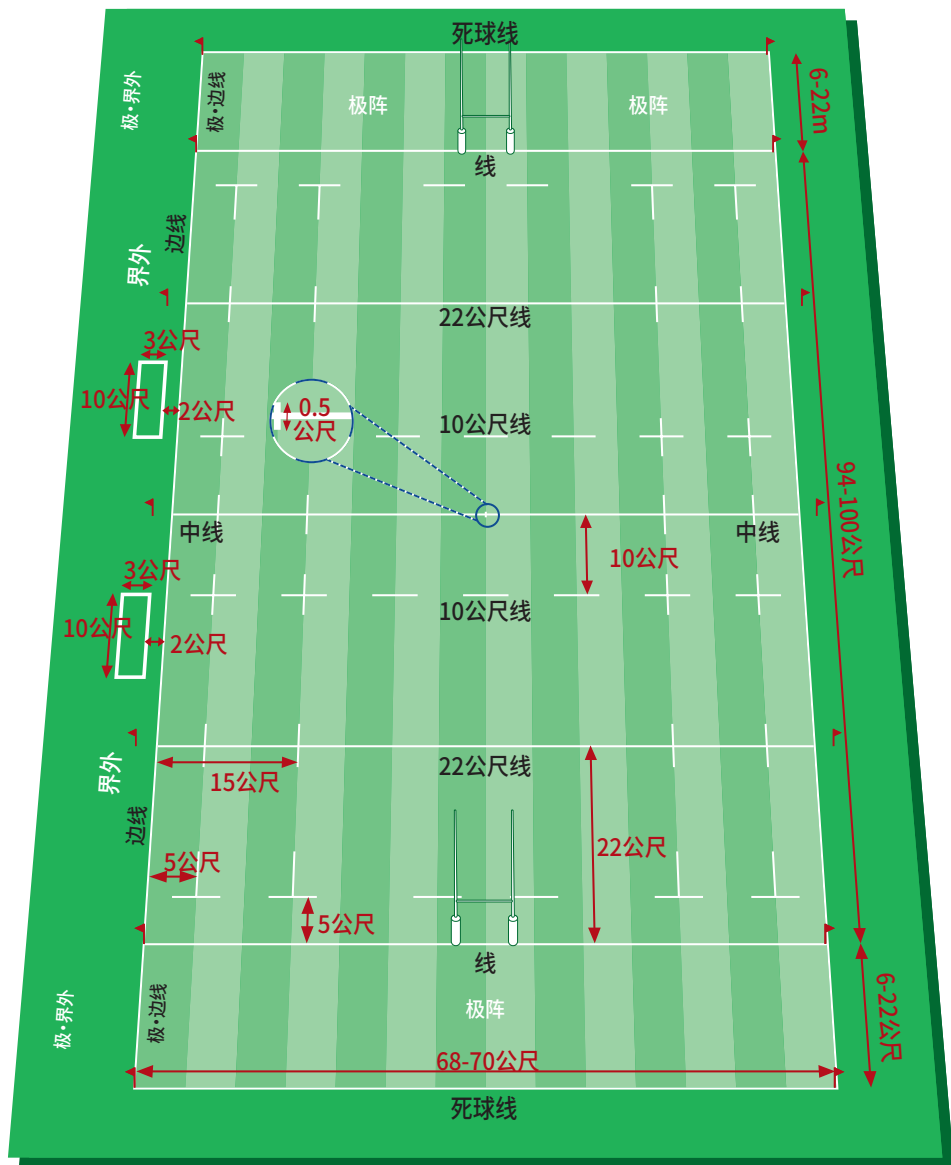 死球线
极·界外
极·边线
极阵
极阵
6-22m
线
边线
界外
22公尺线
3公尺
10公尺
2公尺
0.5
公尺
10公尺线
94-100公尺
中线
中线
10公尺
3公尺
10公尺
10公尺线
2公尺
界外
22公尺线
15公尺
边线
22公尺
5公尺
5公尺
线
极·界外
极·边线
极阵
6-22公尺
68-70公尺
死球线